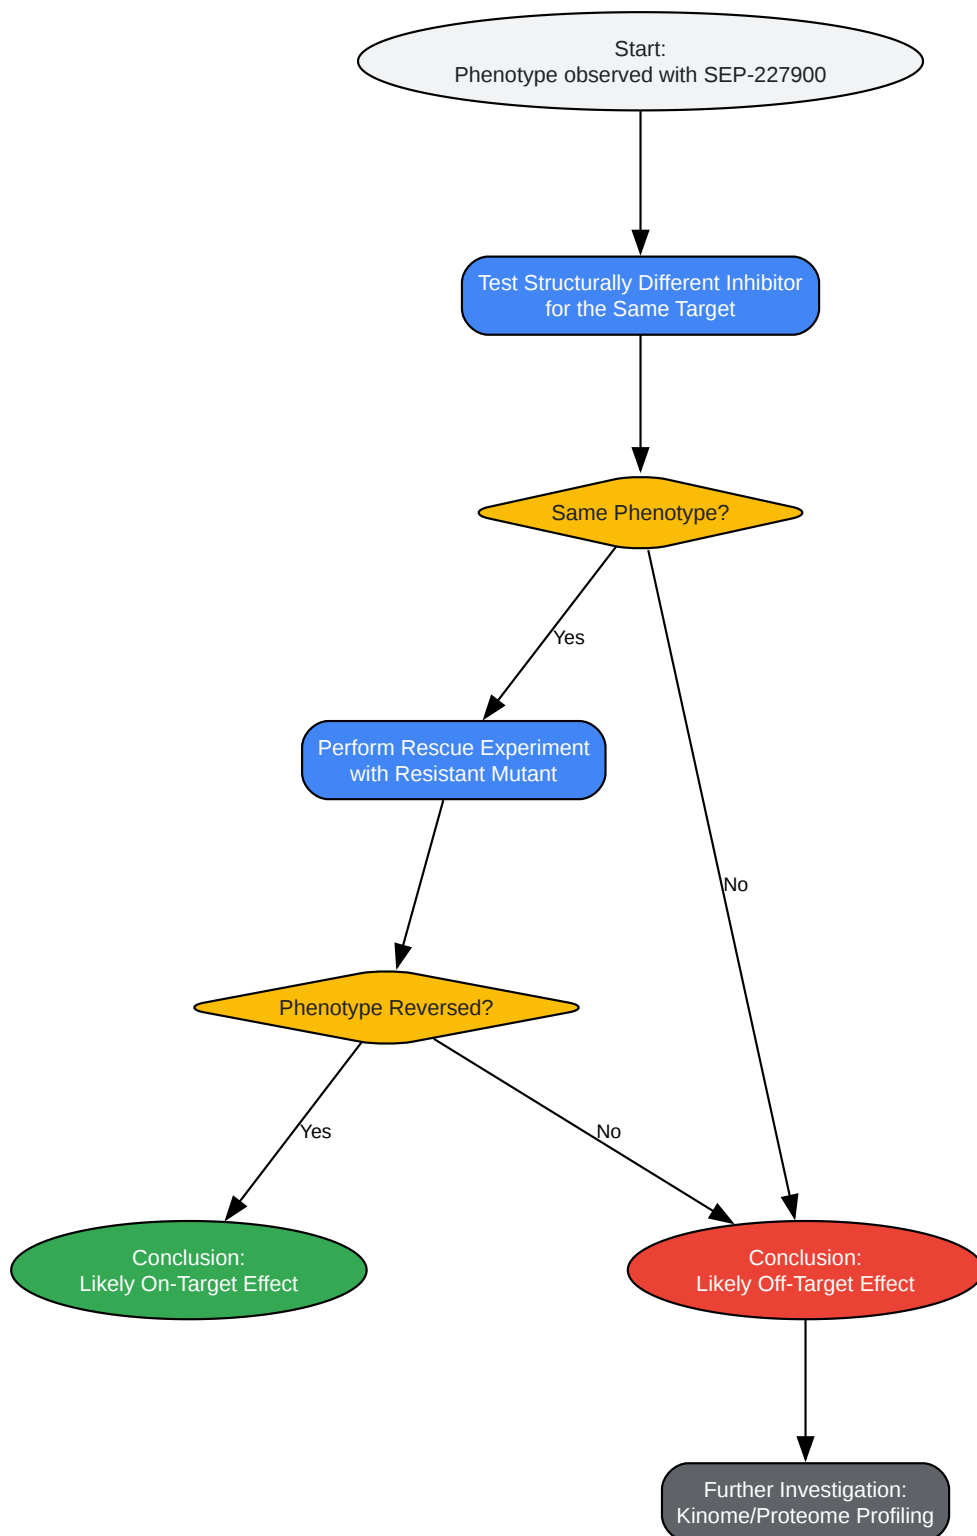 Start:
Phenotype observed with SEP-227900
Test Structurally Different Inhibitor
for the Same Target
Same Phenotype?
Yes
No
Perform Rescue Experiment
with Resistant Mutant
Phenotype Reversed?
Yes
No
Conclusion:
Likely On-Target Effect
Conclusion:
Likely Off-Target Effect
Further Investigation:
Kinome/Proteome Profiling